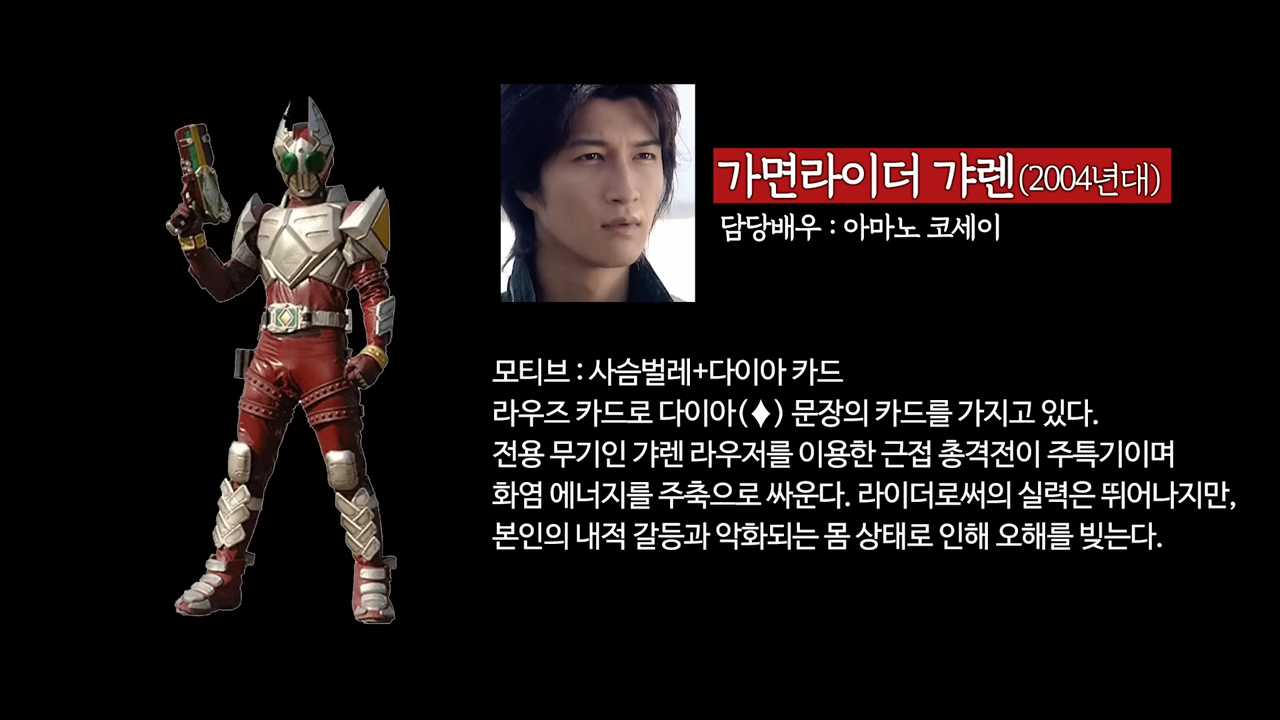 가면라이더 갸렌(2004년대)
담당배우 : 아마노 코세이
모티브 : 사슴벌레+다이아 카드
라우즈 카드로 다이아(♦) 문장의 카드를 가지고 있다.
전용 무기인 갸렌 라우저를 이용한 근접 총격전이 주특기이며
화염 에너지를 주축으로 싸운다. 라이더로써의 실력은 뛰어나지만,
본인의 내적 갈등과 악화되는 몸 상태로 인해 오해를 빚는다.